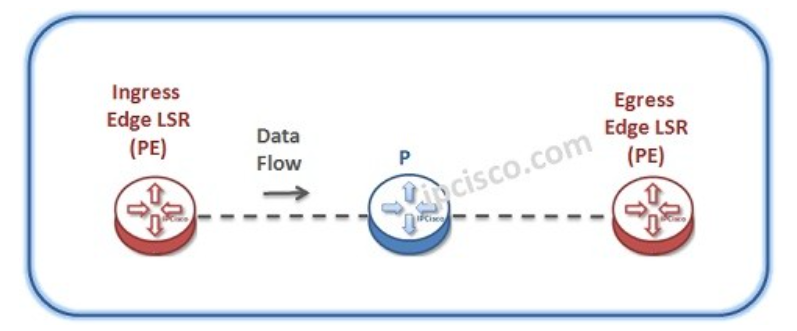 Ingress
Edge LSR
(PE)
Data
Flow
P
Egress
Edge LSR
(PE)
ipcisco.com
IPCisco
IPCisco
IPCisco